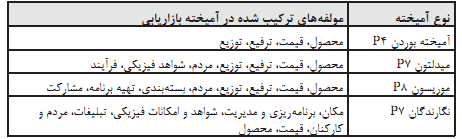 نوع آمیخته	مولفه‌های ترکیب شده در آمیخته بازاریابی
آمیخته بوردن P۴	محصول، قیمت، ترفیع، توزیع
میدلتون P۷	محصول، قیمت، ترفیع، توزیع، مردم، شواهد فیزیکی، فرآیند
موریسون P۸	محصول، قیمت، ترفیع، توزیع، مردم، بسته‌بندی، تهیه برنامه، مشارکت
نگارندگان P۷	مکان، برنامه‌ریزی و مدیریت، شواهد و امکانات فیزیکی، تبلیغات، مردم و
کارکنان، قیمت، محصول